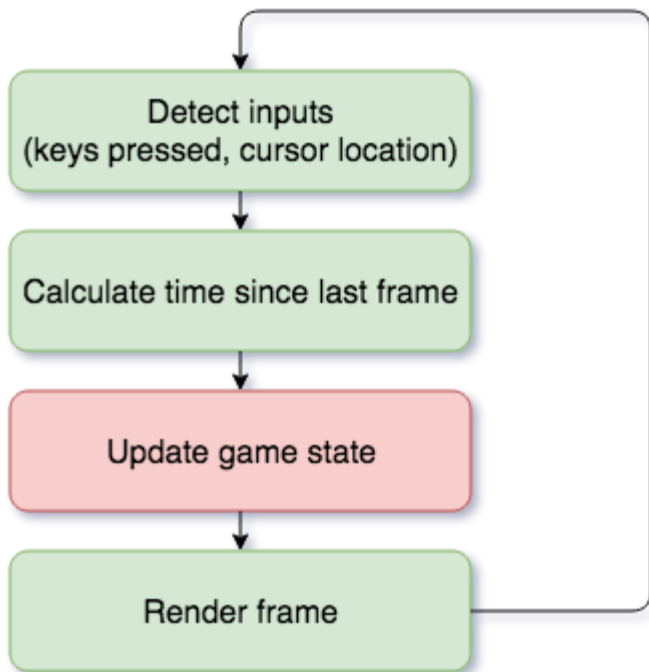 Detect inputs
(keys pressed, cursor location)
Calculate time since last frame
Update game state
Render frame